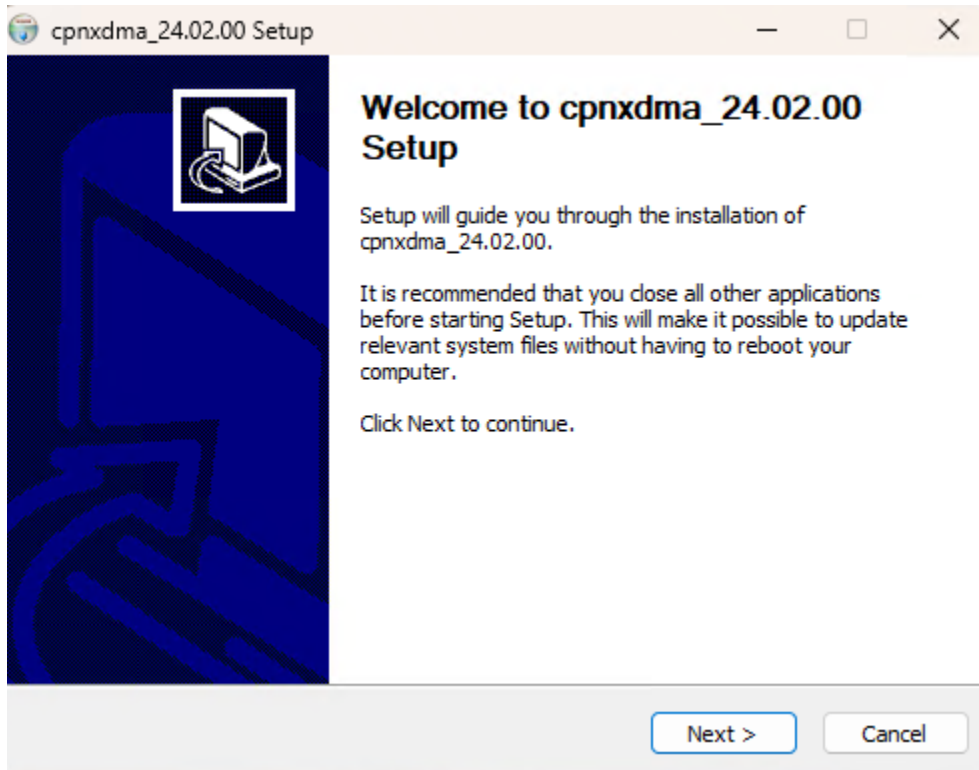 cpnxdma_24.02.00 Setup
Welcome to cpnxdma_24.02.00
Setup
Setup will guide you through the installation of
cpnxdma_24.02.00.
It is recommended that you close all other applications
before starting Setup. This will make it possible to update
relevant system files without having to reboot your
computer.
Click Next to continue.
Next >
Cancel